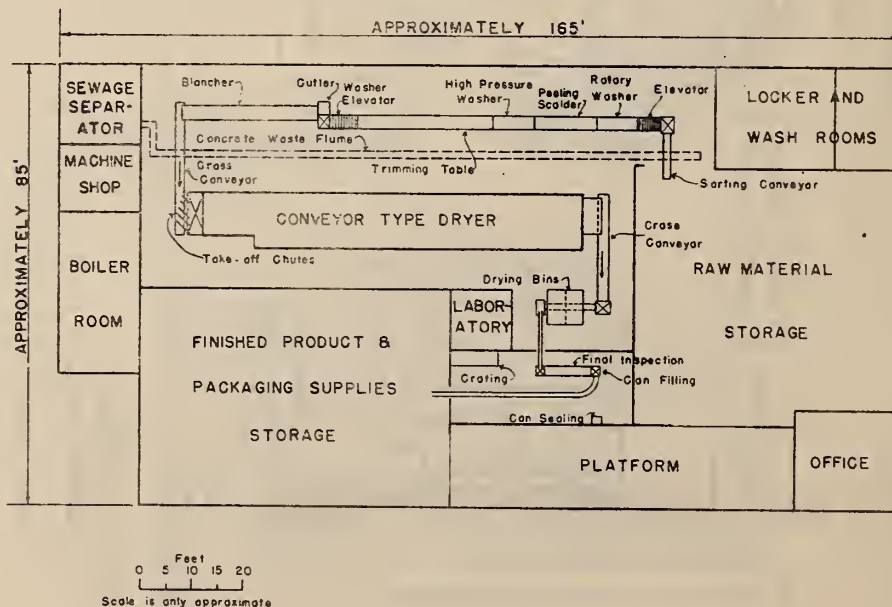 APPROXIMATELY 165'
APPROXIMATELY 85'
SEWAGE
SEPAR-
ATOR
MACHINE
SHOP
BOILER
ROOM
Blancher
Cutler
Washer
Elevator
High Pressure
Washer
Peeling
Scalder
Rotary
Washer
Elevator
LOCKER AND
WASH ROOMS
Concrete Waste Flume
Trimming Table
Sorting Conveyor
Cross
Conveyor
CONVEYOR TYPE DRYER
Cross
Conveyor
Take-off Chutes
RAW MATERIAL
STORAGE
Drying Bins
LABOR-
ATORY
FINISHED PRODUCT &
PACKAGING SUPPLIES
STORAGE
Final Inspection
Can Filling
Crating
Can Sealing
PLATFORM
OFFICE
Feet
0 5 10 15 20
Scale is only approximate